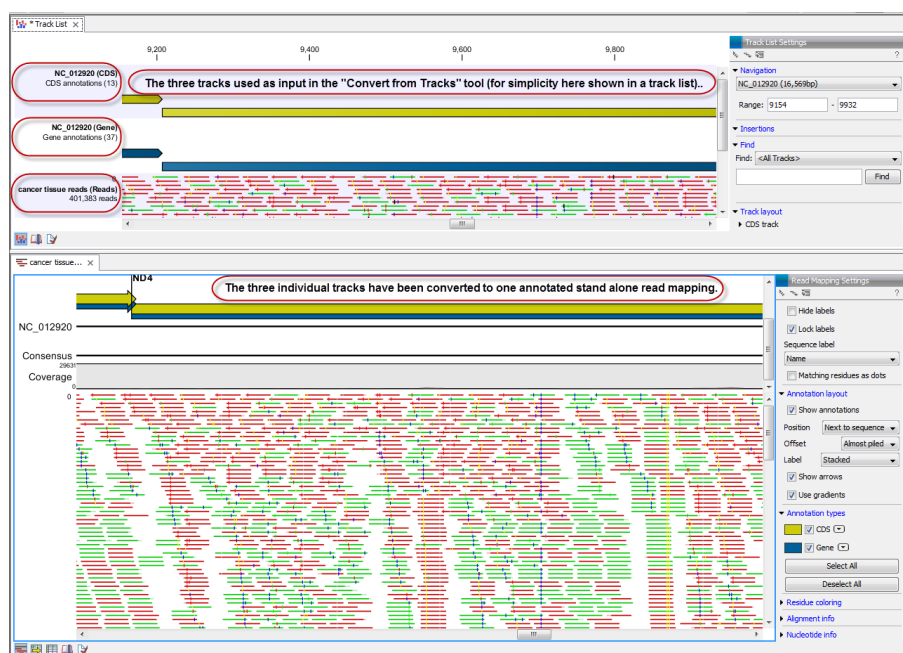 * Track List ×
9,200 9,400 9,600 9,800
Track List Settings
?
NC_012920 (CDS)
CDS annotations (13)
The three tracks used as input in the "Convert from Tracks" tool (for simplicity here shown in a track list)..
Navigation
NC_012920 (16,569bp)
Range: 9154 - 9932
NC_012920 (Gene)
Gene annotations (37)
Insertions
Find
Find: <All Tracks>
Find
cancer tissue reads (Reads)
401,383 reads
0
Track layout
CDS track
cancer tissue... ×
ND4
The three individual tracks have been converted to one annotated stand alone read mapping.
NC_012920
Consensus
29631
Coverage
0
0
Read Mapping Settings
?
Hide labels
Lock labels
Sequence label
Name
Matching residues as dots
Annotation layout
Show annotations
Position Next to sequence
Offset Almost piled
Label Stacked
Show arrows
Use gradients
Annotation types
CDS
Gene
Select All
Deselect All
Residue coloring
Alignment info
Nucleotide info